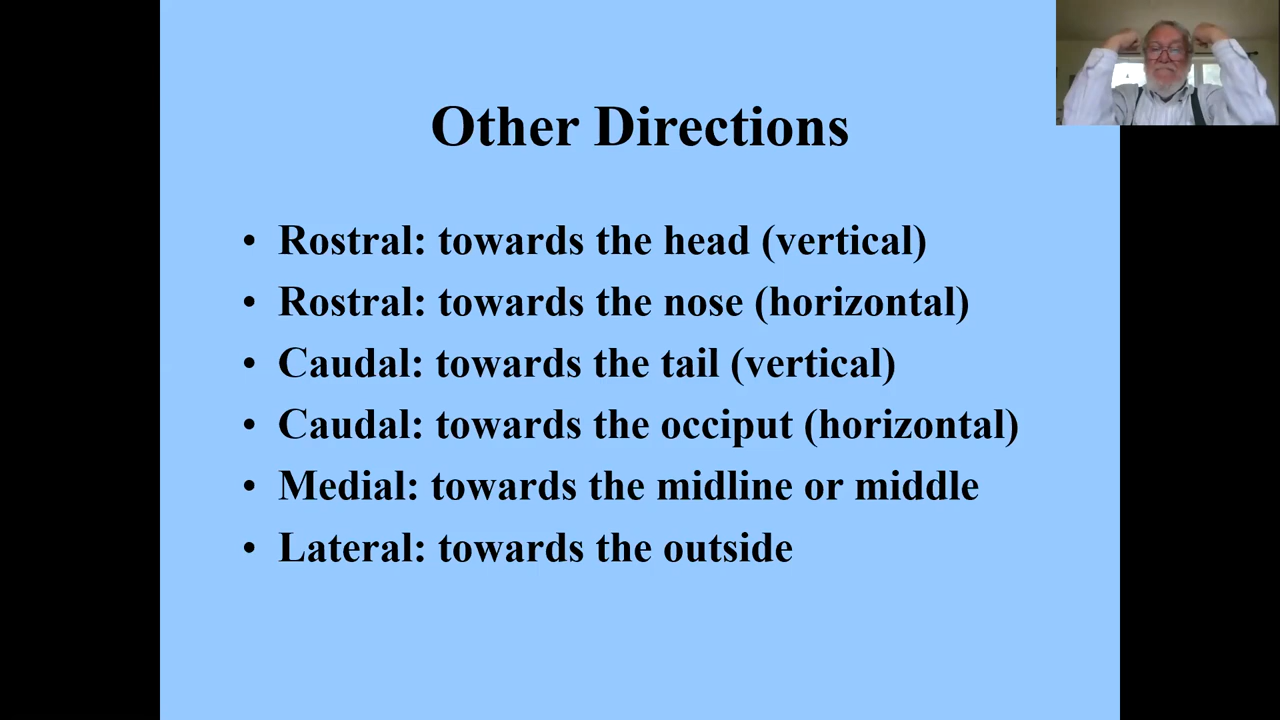 Other Directions
• Rostral: towards the head (vertical)
• Rostral: towards the nose (horizontal)
• Caudal: towards the tail (vertical)
• Caudal: towards the occiput (horizontal)
• Medial: towards the midline or middle
• Lateral: towards the outside